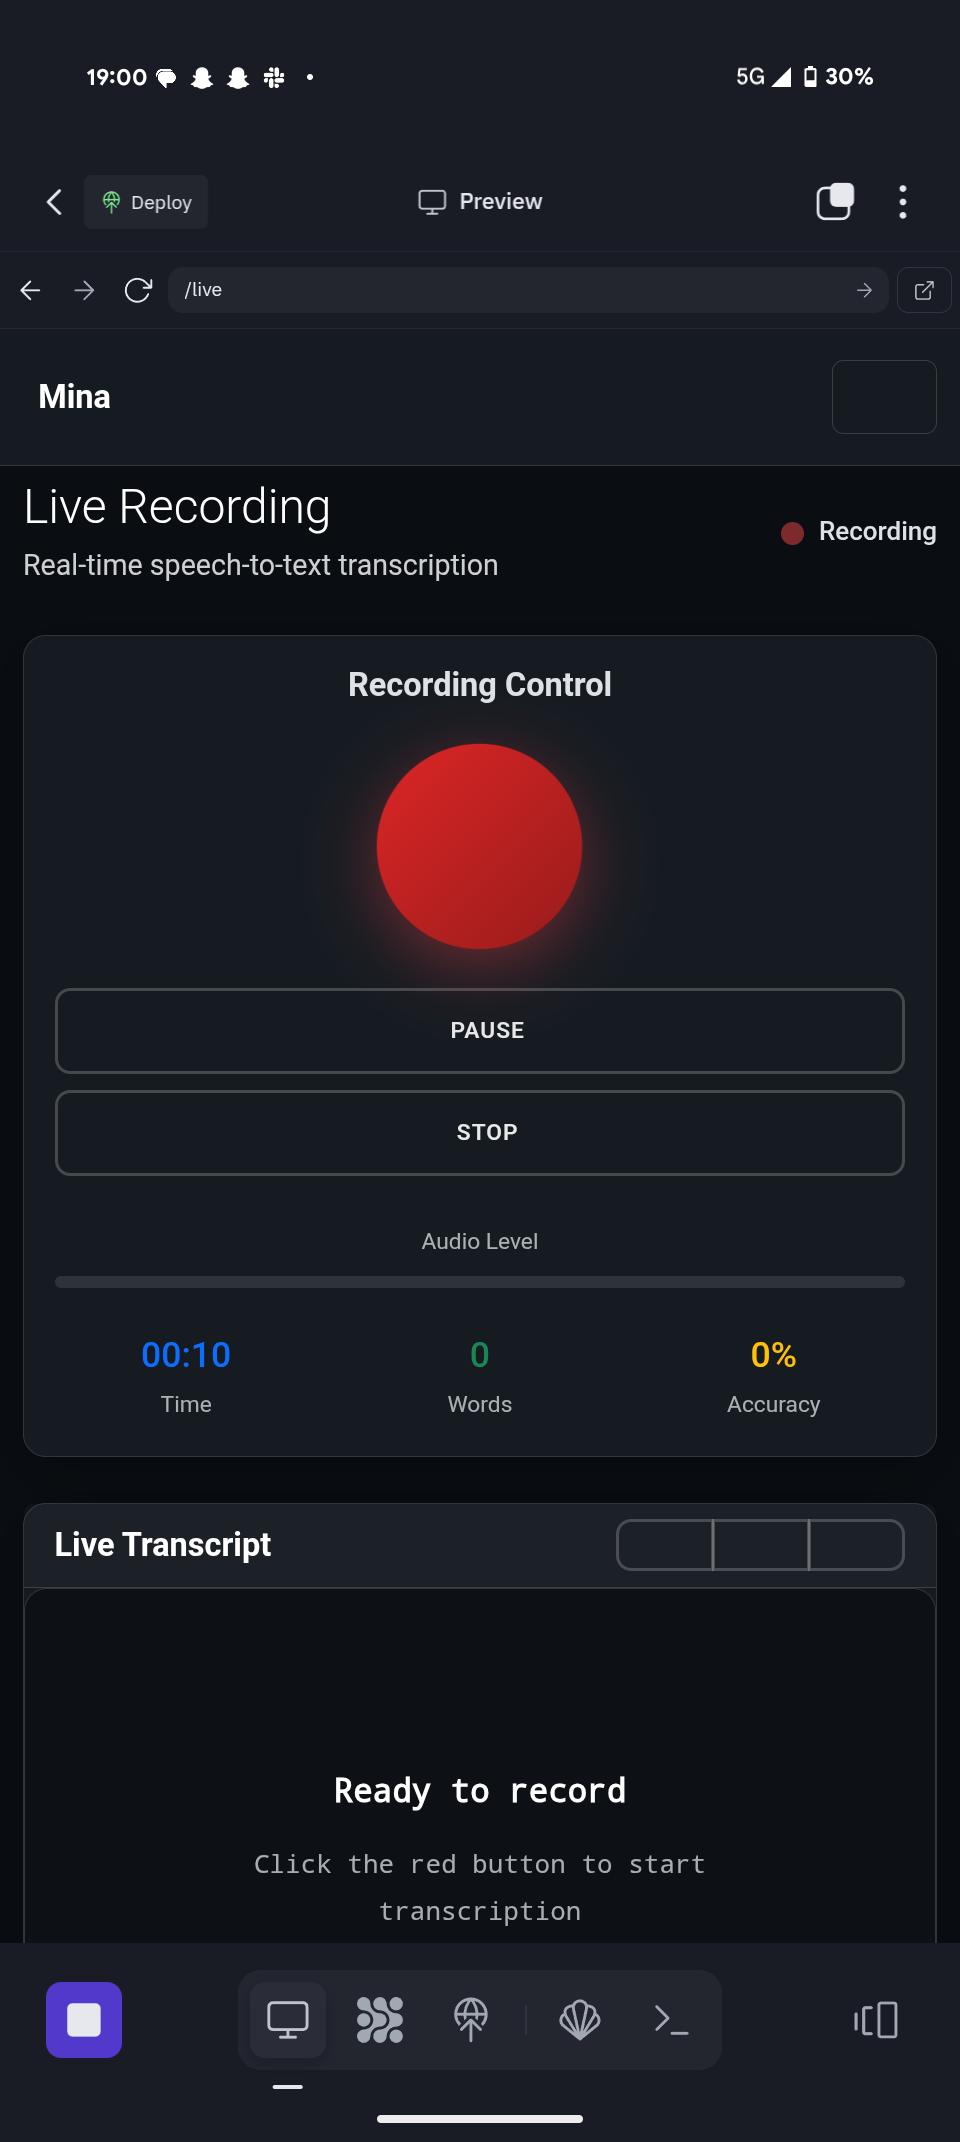 19:00
5G 30%
Deploy
Preview
/live
Mina
Live Recording
Real-time speech-to-text transcription
Recording
Recording Control
PAUSE
STOP
Audio Level
00:10 0 0%
Time Words Accuracy
Live Transcript
Ready to record
Click the red button to start
transcription